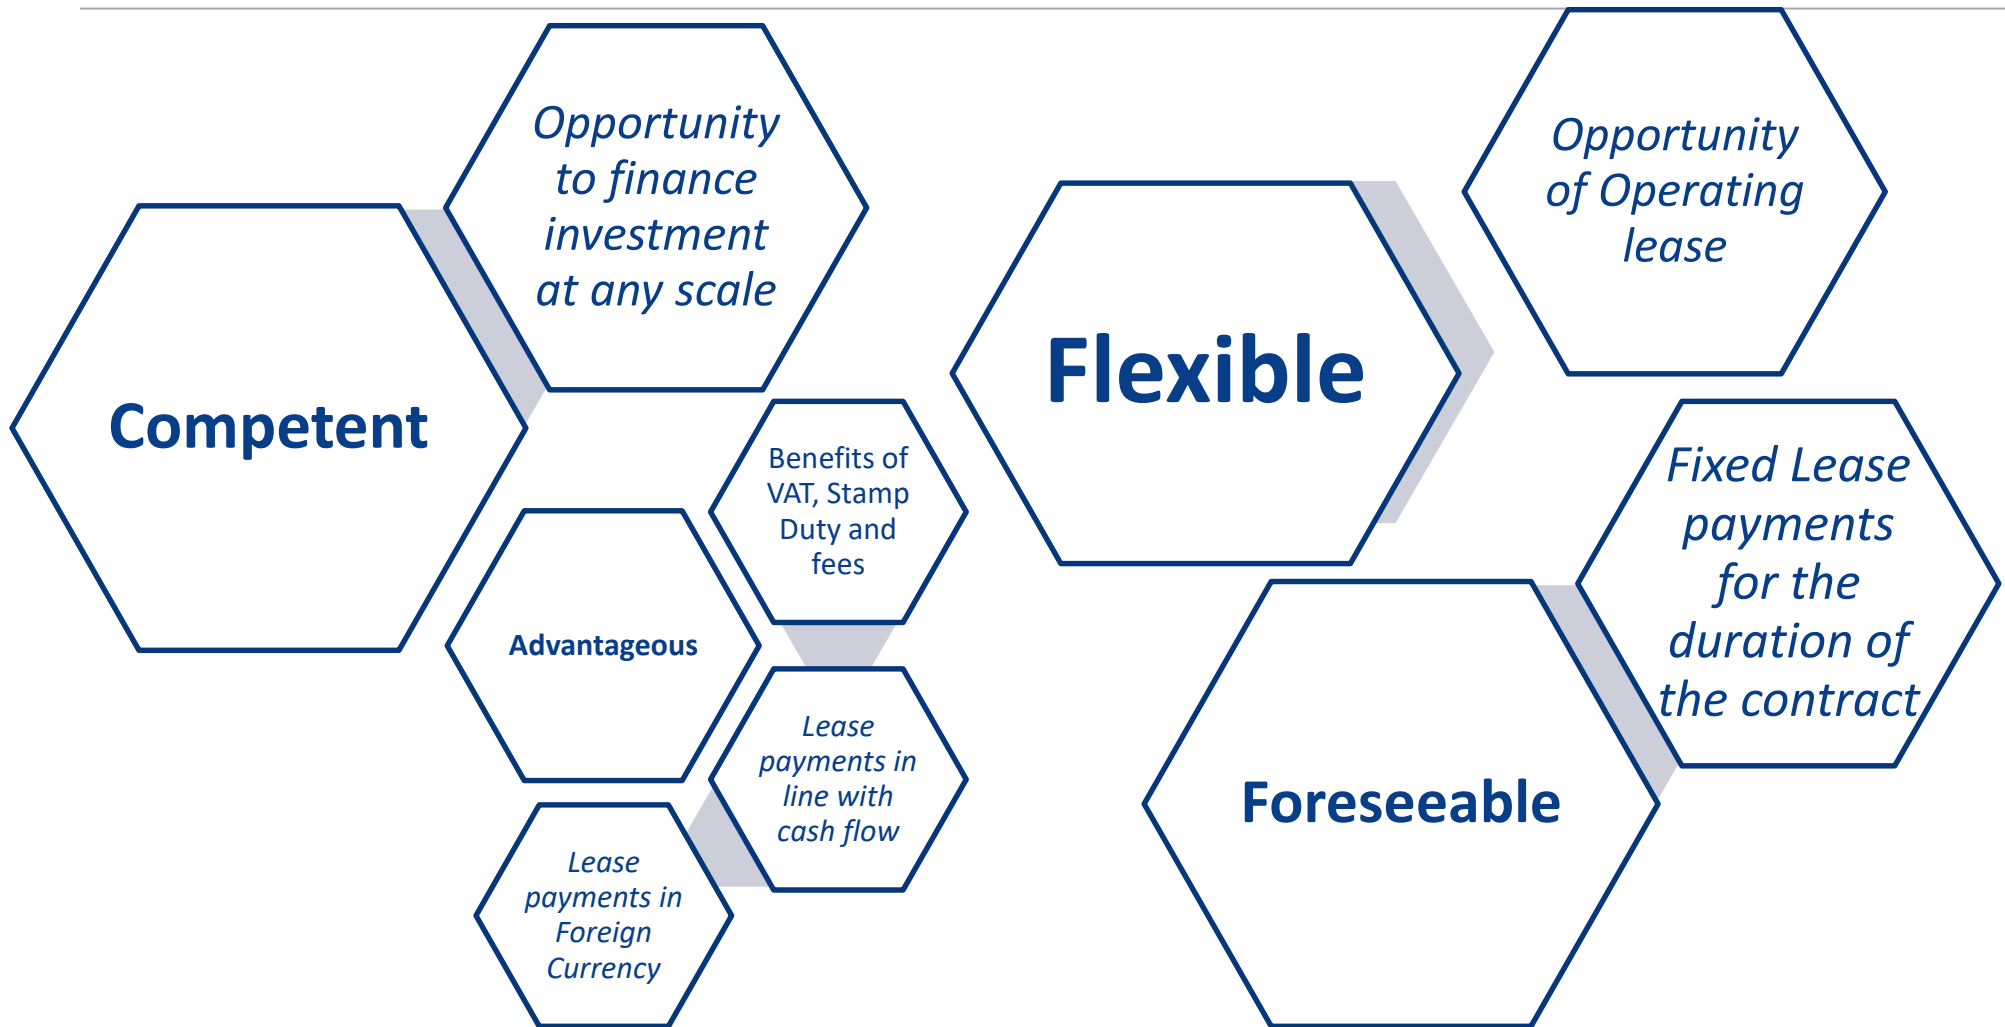 Competent
Opportunity
to finance
investment
at any scale
Advantageous
Benefits of
VAT, Stamp
Duty and
fees
Lease
payments in
line with
cash flow
Lease
payments in
Foreign
Currency
Flexible
Opportunity
of Operating
lease
Foreseeable
Fixed Lease
payments
for the
duration of
the contract